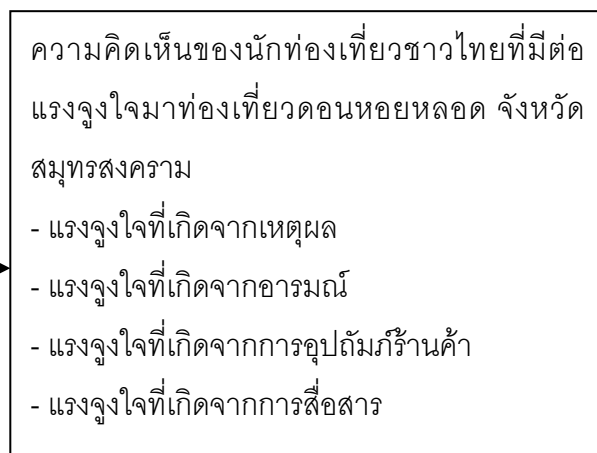 ความคิดเห็นของนักท่องเที่ยวชาวไทยที่มีต่อ
แรงจูงใจมาท่องเที่ยวดอนหอยหลอด จังหวัด
สมุทรสงคราม
- แรงจูงใจที่เกิดจากเหตุผล
- แรงจูงใจที่เกิดจากอารมณ์
- แรงจูงใจที่เกิดจากการอุปถัมภ์ร้านค้า
- แรงจูงใจที่เกิดจากการสื่อสาร